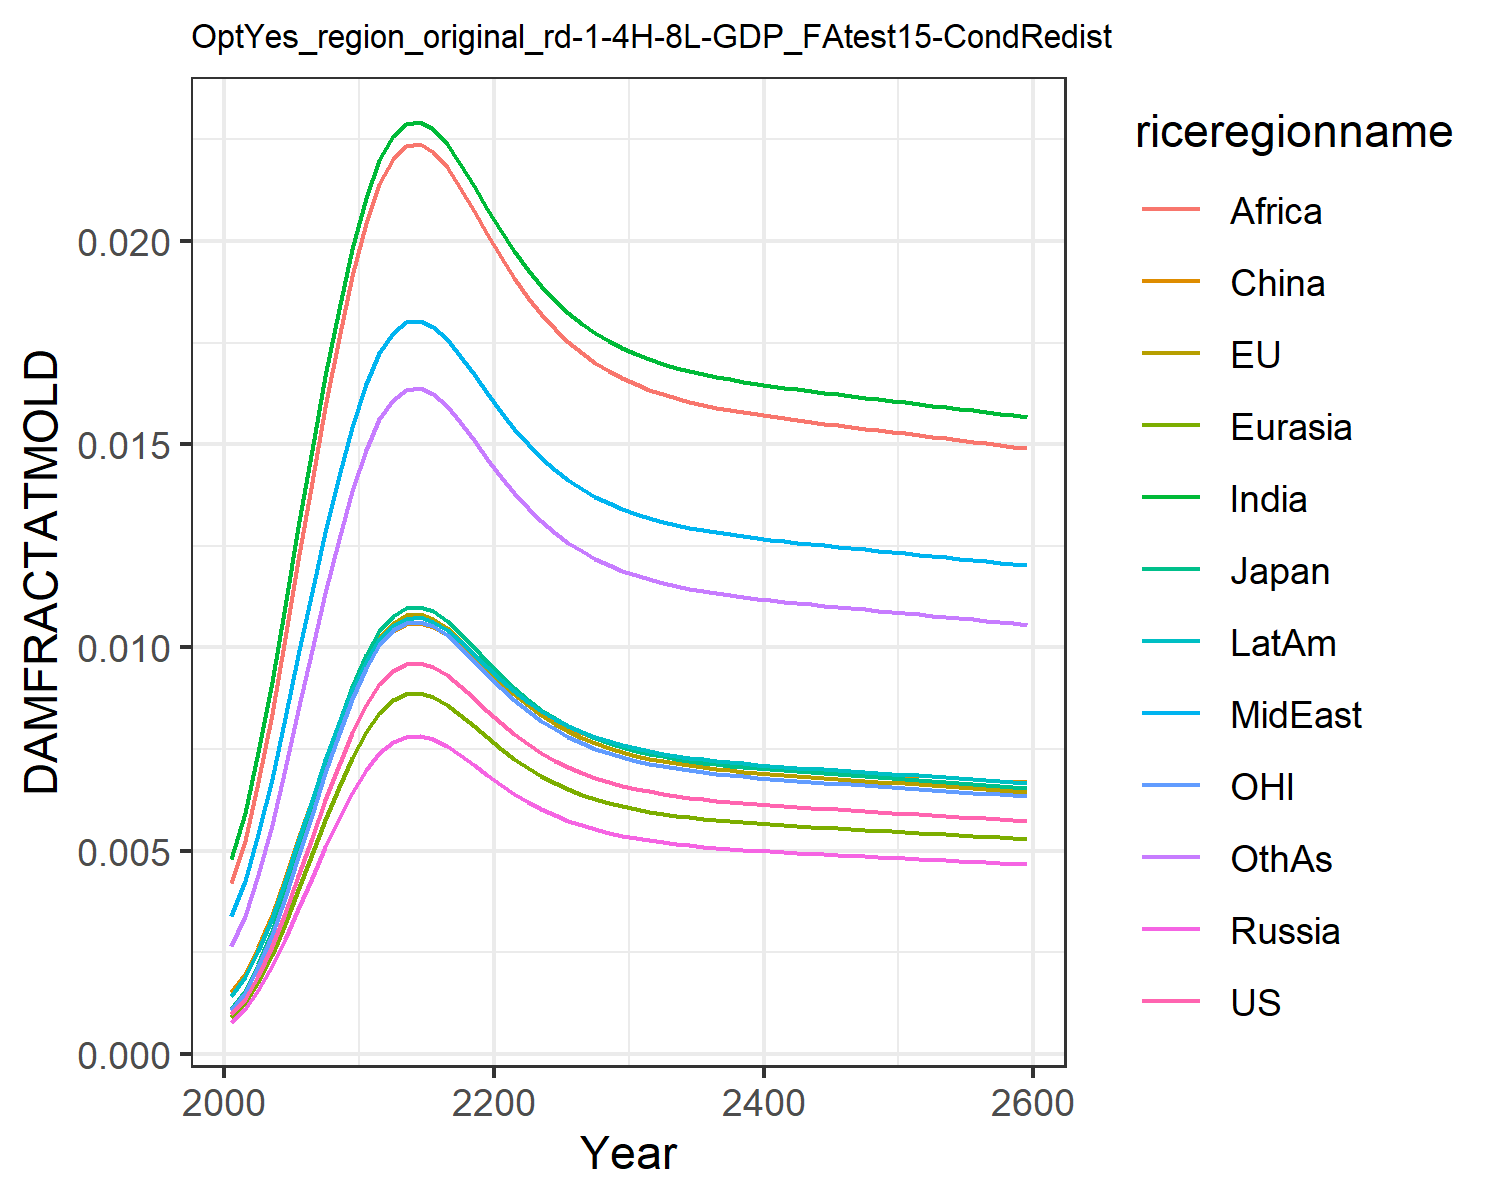 OptYes_region_original_rd-1-4H-8L-GDP_FAtest15-CondRedist
DAMFRACTATMOLD
0.020
0.015
0.010
0.005
0.000
2000 2200 2400 2600
Year
riceregionname
Africa
China
EU
Eurasia
India
Japan
LatAm
MidEast
OHI
OthAs
Russia
US